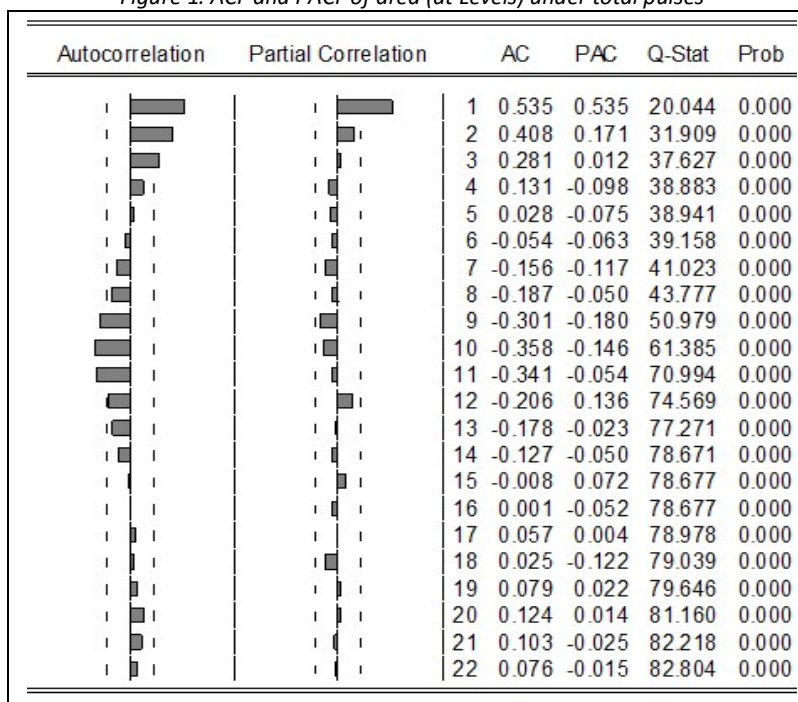 Figure 1: ACF and PACF of area (at Levels) under total pulses
Autocorrelation Partial Correlation AC PAC Q-Stat Prob
1 0.535 0.535 20.044 0.000
2 0.408 0.171 31.909 0.000
3 0.281 0.012 37.627 0.000
4 0.131 -0.098 38.883 0.000
5 0.028 -0.075 38.941 0.000
6 -0.054 -0.063 39.158 0.000
7 -0.156 -0.117 41.023 0.000
8 -0.187 -0.050 43.777 0.000
9 -0.301 -0.180 50.979 0.000
10 -0.358 -0.146 61.385 0.000
11 -0.341 -0.054 70.994 0.000
12 -0.206 0.136 74.569 0.000
13 -0.178 -0.023 77.271 0.000
14 -0.127 -0.050 78.671 0.000
15 -0.008 0.072 78.677 0.000
16 0.001 -0.052 78.677 0.000
17 0.057 0.004 78.978 0.000
18 0.025 -0.122 79.039 0.000
19 0.079 0.022 79.646 0.000
20 0.124 0.014 81.160 0.000
21 0.103 -0.025 82.218 0.000
22 0.076 -0.015 82.804 0.000